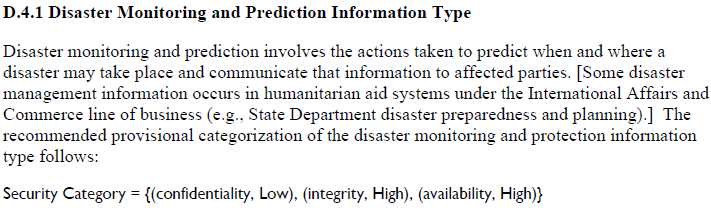 D.4.1 Disaster Monitoring and Prediction Information Type
Disaster monitoring and prediction involves the actions taken to predict when and where a
disaster may take place and communicate that information to affected parties. [Some disaster
management information occurs in humanitarian aid systems under the International Affairs and
Commerce line of business (e.g., State Department disaster preparedness and planning).] The
recommended provisional categorization of the disaster monitoring and protection information
type follows:
Security Category = {(confidentiality, Low), (integrity, High), (availability, High)}